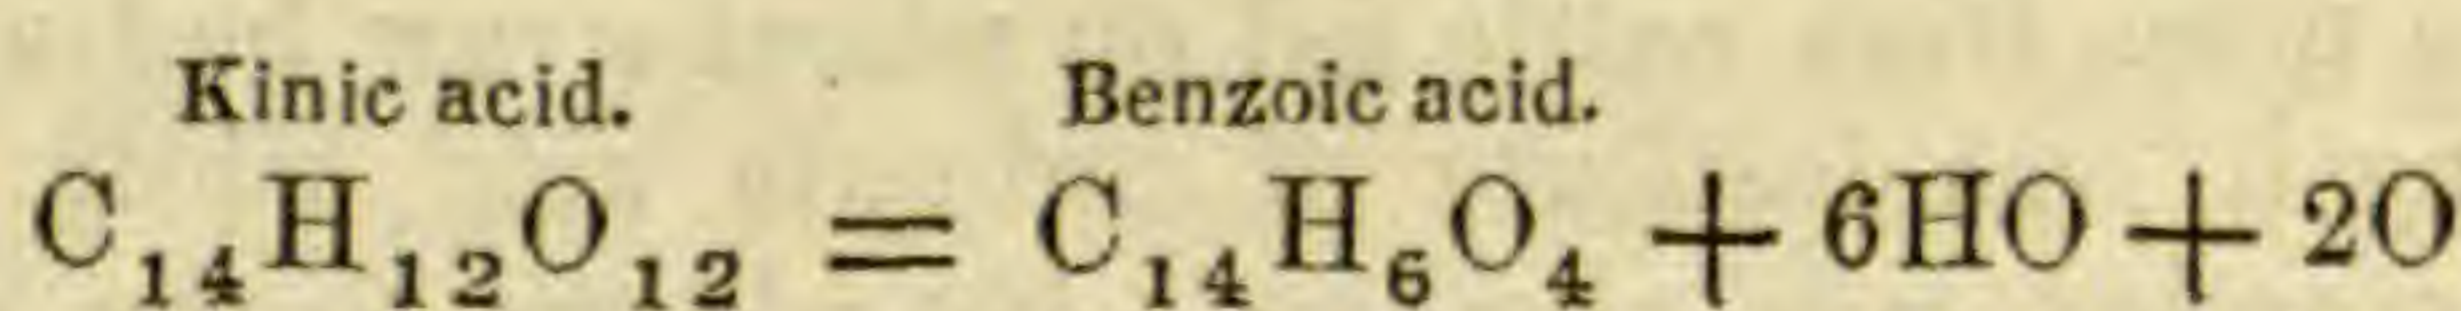 Kinic acid. Benzoic acid.
C₁₄H₁₂O₁₂ = C₁₄H₆O₄ + 6HO + 2O